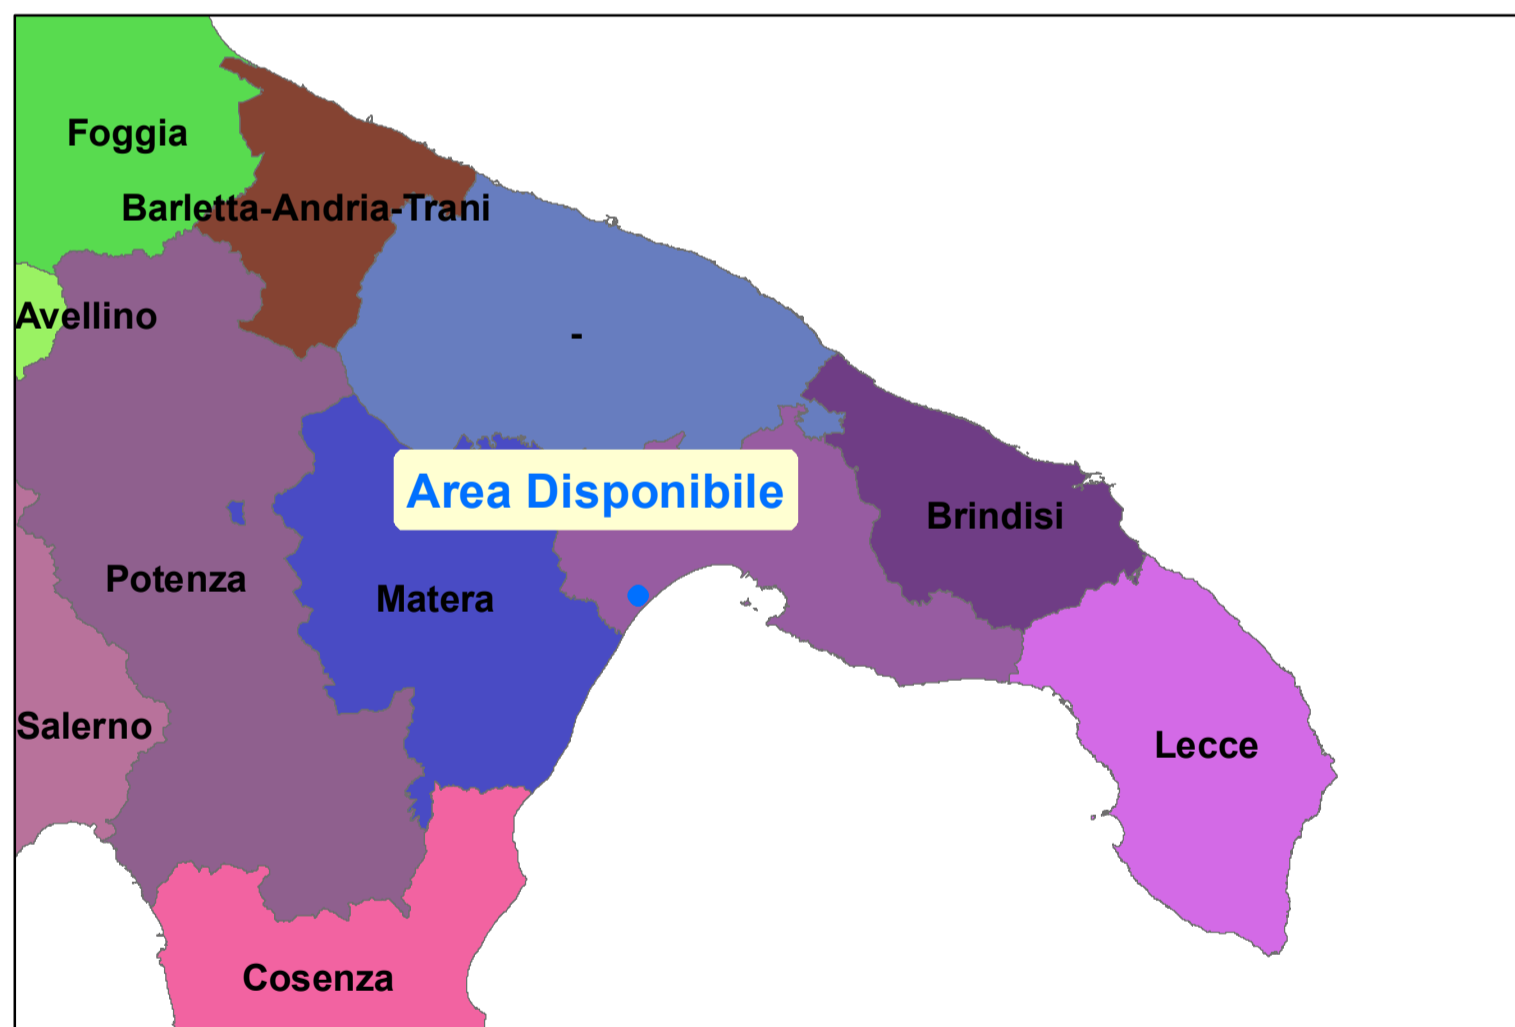 Foggia
Barletta-Andria-Trani
Avellino
-
Area Disponibile
Brindisi
Potenza
Matera
Salerno
Lecce
Cosenza